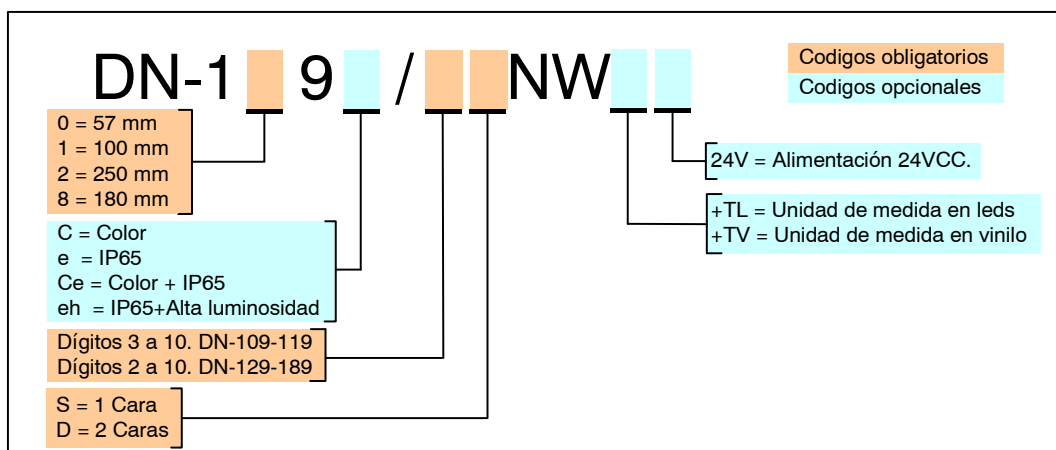 DN-1 9 / NW
Codigos obligatorios
Codigos opcionales
0 = 57 mm
1 = 100 mm
2 = 250 mm
8 = 180 mm
24V = Alimentación 24VCC.
+TL = Unidad de medida en leds
+TV = Unidad de medida en vinilo
C = Color
e = IP65
Ce = Color + IP65
eh = IP65+Alta luminosidad
Dígitos 3 a 10. DN-109-119
Dígitos 2 a 10. DN-129-189
S = 1 Cara
D = 2 Caras